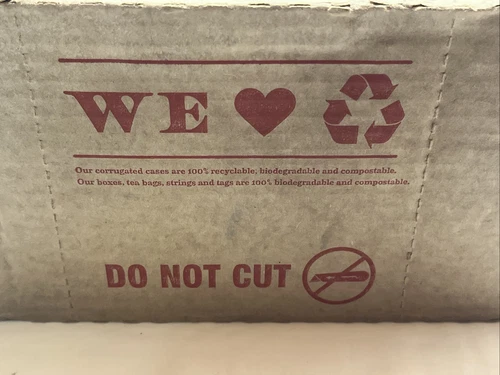 WE
Our corrugated cases are 100% recyclable, biodegradable and compostable.
Our boxes, tea bags, strings and tags are 100% biodegradable and compostable.
DO NOT CUT